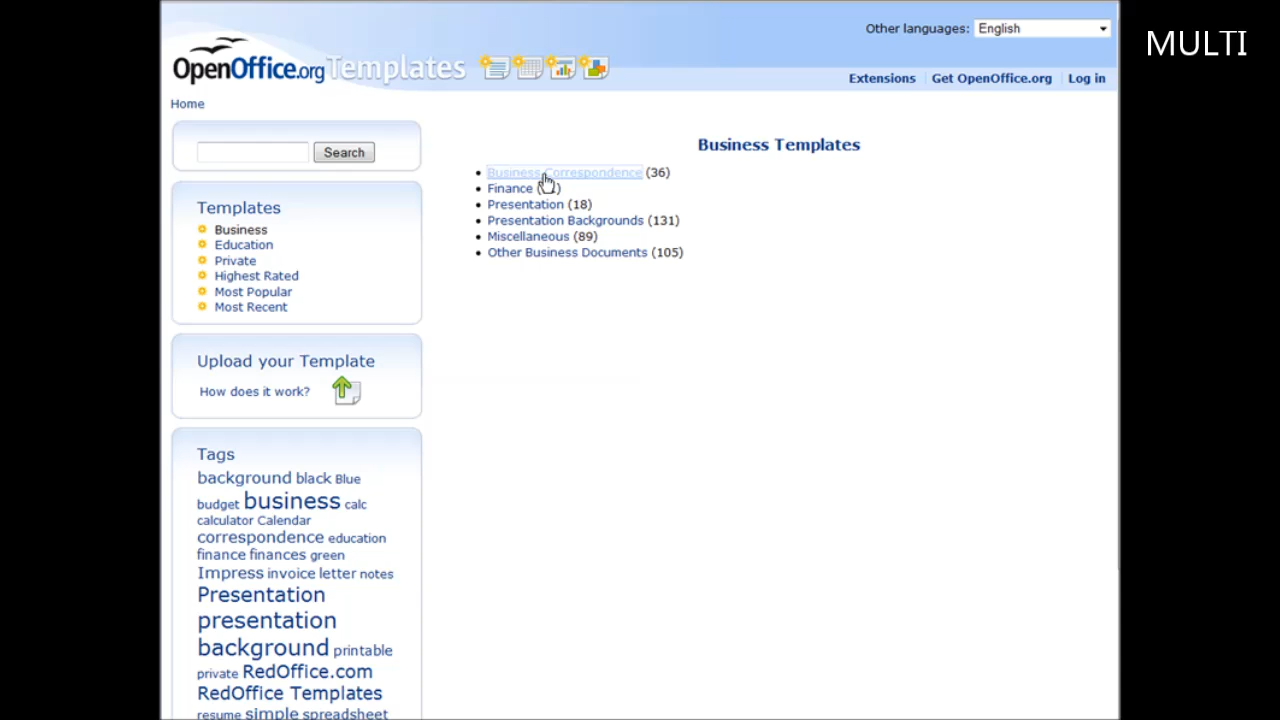 MULTI
Other languages: English
OpenOffice.org Templates
Extensions Get OpenOffice.org Log in
Home
Search
Business Templates
Business Correspondence (36)
Finance
Presentation (18)
Presentation Backgrounds (131)
Miscellaneous (89)
Other Business Documents (105)
Templates
Business
Education
Private
Highest Rated
Most Popular
Most Recent
Upload your Template
How does it work?
Tags
background black Blue
budget business calc
calculator Calendar
correspondence education
finance finances green
Impress invoice letter notes
Presentation
presentation
background printable
private RedOffice.com
RedOffice Templates
resume simple spreadsheet